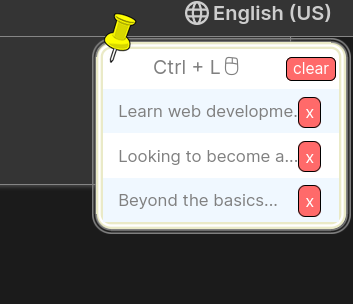 English (US)
Ctrl + L
clear
Learn web developme.
x
Looking to become a...
x
Beyond the basics...
x